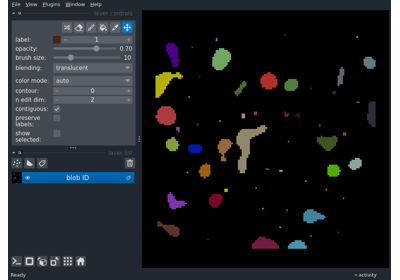 File View Plugins Window Help
layer controls
label: 1
opacity: 0.70
brush size: 10
blending: translucent
color mode: auto
contour: 0
n edit dim: 2
contiguous:
preserve
labels:
show
selected:
layer list
blob ID
Ready
activity